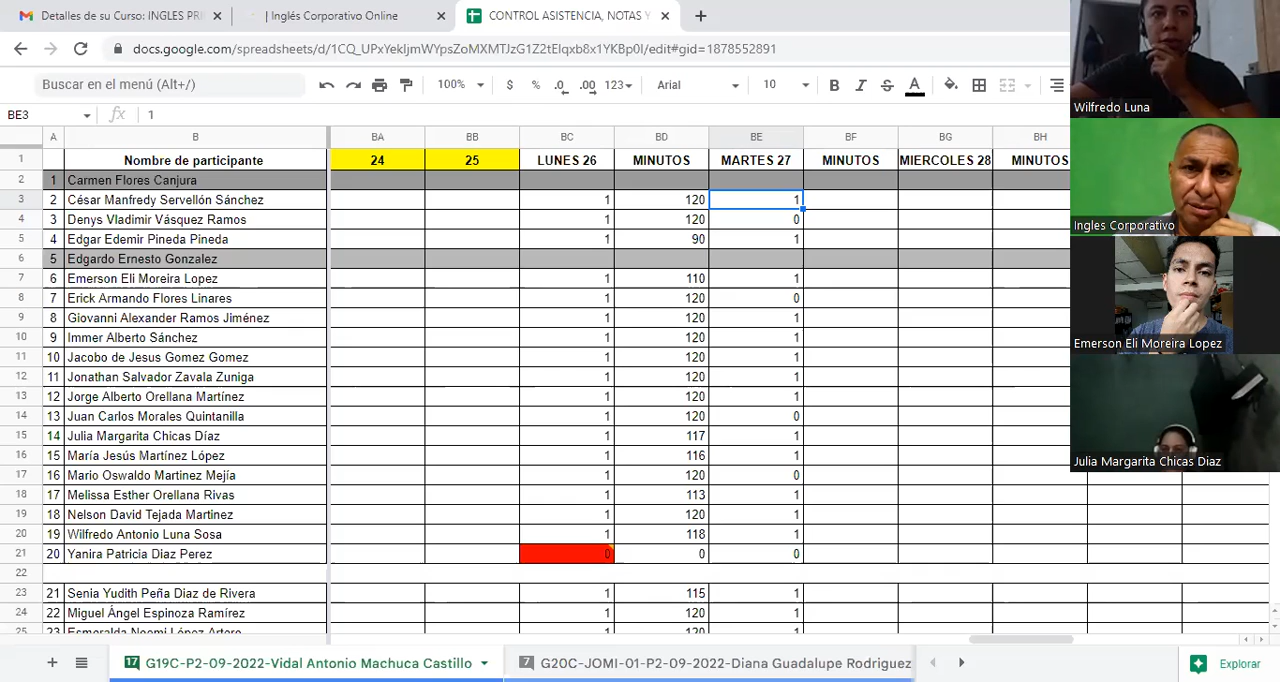 Detalles de su Curso: INGLES PRI
| Inglés Corporativo Online
CONTROL ASISTENCIA, NOTAS Y
docs.google.com/spreadsheets/d/1CQ_UPxYekIjmWYpsZoMXMTJzG1Z2tEIqxb8x1YKBp0I/edit#gid=1878552891
Buscar en el menú (Alt+/)
100%
$ % .0 .00 123
Arial
10
B I S A
BE3
fx
1
A B BA BB BC BD BE BF BG BH
1 Nombre de participante 24 25 LUNES 26 MINUTOS MARTES 27 MINUTOS MIERCOLES 28 MINUTOS
2 1 Carmen Flores Canjura
3 2 César Manfredy Servellón Sánchez 1 120 1
4 3 Denys Vladimir Vásquez Ramos 1 120 0
5 4 Edgar Edemir Pineda Pineda 1 90 1
6 5 Edgardo Ernesto Gonzalez
7 6 Emerson Eli Moreira Lopez 1 110 1
8 7 Erick Armando Flores Linares 1 120 0
9 8 Giovanni Alexander Ramos Jiménez 1 120 1
10 9 Immer Alberto Sánchez 1 120 1
11 10 Jacobo de Jesus Gomez Gomez 1 120 1
12 11 Jonathan Salvador Zavala Zuniga 1 120 1
13 12 Jorge Alberto Orellana Martínez 1 120 1
14 13 Juan Carlos Morales Quintanilla 1 120 0
15 14 Julia Margarita Chicas Díaz 1 117 1
16 15 María Jesús Martínez López 1 116 1
17 16 Mario Oswaldo Martinez Mejía 1 120 0
18 17 Melissa Esther Orellana Rivas 1 113 1
19 18 Nelson David Tejada Martinez 1 120 1
20 19 Wilfredo Antonio Luna Sosa 1 118 1
21 20 Yanira Patricia Diaz Perez 0 0 0
22
23 21 Senia Yudith Peña Diaz de Rivera 1 115 1
24 22 Miguel Ángel Espinoza Ramírez 1 120 1
25 23 Esmeralda Noemi López Artero 1 120 1
17 G19C-P2-09-2022-Vidal Antonio Machuca Castillo
7 G20C-JOMI-01-P2-09-2022-Diana Guadalupe Rodriguez
Explorar
Wilfredo Luna
Ingles Corporativo
Emerson Eli Moreira Lopez
Julia Margarita Chicas Diaz